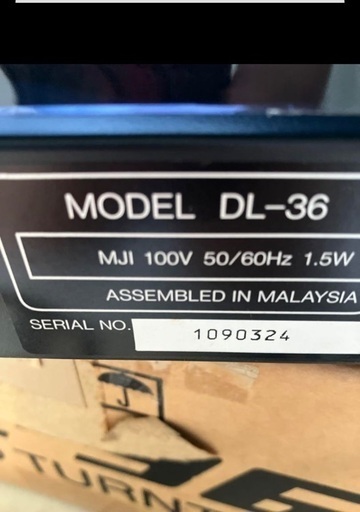 MODEL DL-36
MJI 100V 50/60Hz 1.5W
ASSEMBLED IN MALAYSIA
SERIAL NO. 1090324